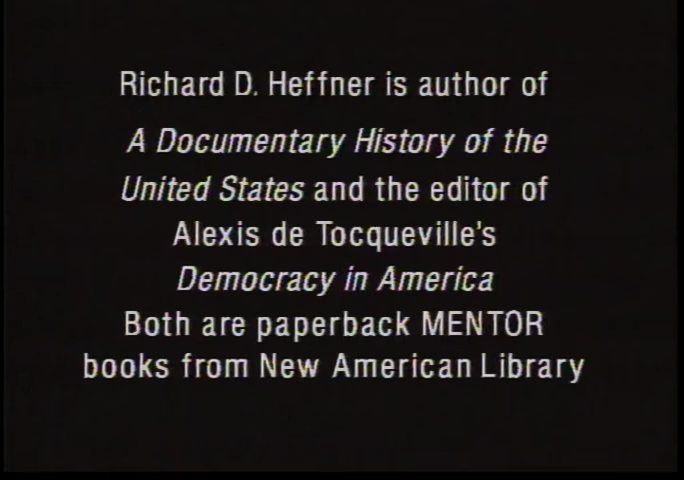 Richard D. Heffner is author of
A Documentary History of the
United States and the editor of
Alexis de Tocqueville's
Democracy in America
Both are paperback MENTOR
books from New American Library